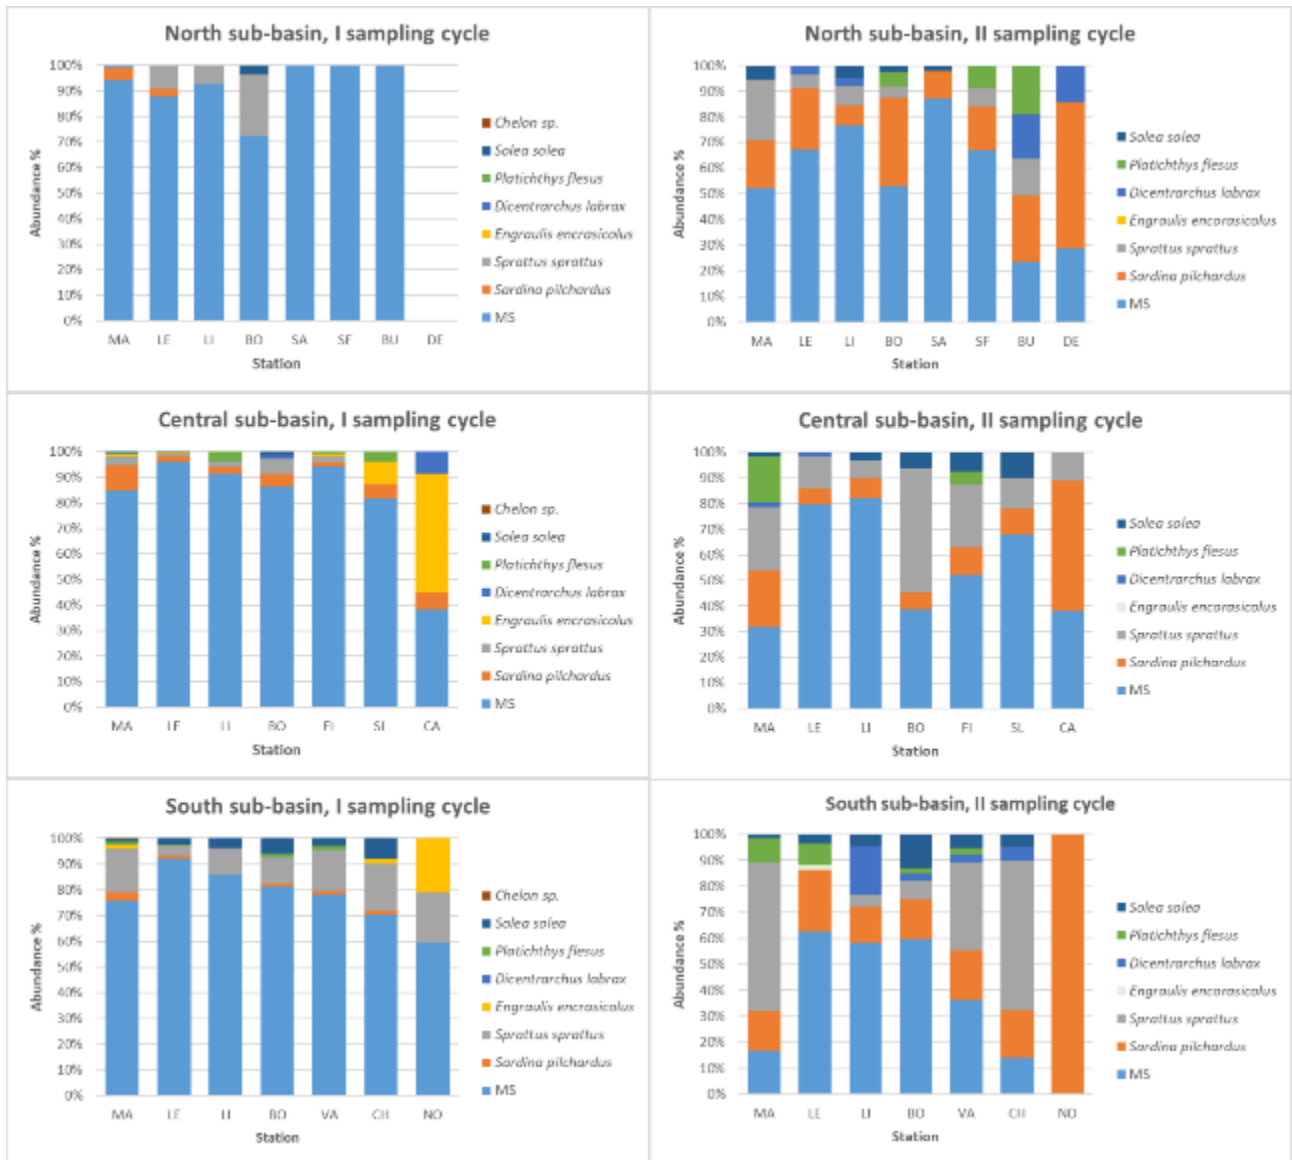 North sub-basin, I sampling cycle
100%
90%
80%
70%
60%
50%
40%
30%
20%
10%
0%
Abundance %
MA LE LI BO SA SF BU DE
Station
Chelon sp.
Solea solea
Platichthys flesus
Dicentrarchus labrax
Engraulis encrasicolus
Sprattus sprattus
Sardina pilchardus
MS
North sub-basin, II sampling cycle
100%
90%
80%
70%
60%
50%
40%
30%
20%
10%
0%
Abundance %
MA LE LI BO SA SF BU DE
Station
Solea solea
Platichthys flesus
Dicentrarchus labrax
Engraulis encorasicolus
Sprattus sprattus
Sardina pilchardus
MS
Central sub-basin, I sampling cycle
100%
90%
80%
70%
60%
50%
40%
30%
20%
10%
0%
Abundance %
MA LE LI BO FI SL CA
Station
Chelon sp.
Solea solea
Platichthys flesus
Dicentrarchus labrax
Engraulis encrasicolus
Sprattus sprattus
Sardina pilchardus
MS
Central sub-basin, II sampling cycle
100%
90%
80%
70%
60%
50%
40%
30%
20%
10%
0%
Abundance %
MA LE LI BO FI SL CA
Station
Solea solea
Platichthys flesus
Dicentrarchus labrax
Engraulis encorasicolus
Sprattus sprattus
Sardina pilchardus
MS
South sub-basin, I sampling cycle
100%
90%
80%
70%
60%
50%
40%
30%
20%
10%
0%
Abundance %
MA LE LI BO VA CH NO
Station
Chelon sp.
Solea solea
Platichthys flesus
Dicentrarchus labrax
Engraulis encrasicolus
Sprattus sprattus
Sardina pilchardus
MS
South sub-basin, II sampling cycle
100%
90%
80%
70%
60%
50%
40%
30%
20%
10%
0%
Abundance %
MA LE LI BO VA CH NO
Station
Solea solea
Platichthys flesus
Dicentrarchus labrax
Engraulis encorasicolus
Sprattus sprattus
Sardina pilchardus
MS